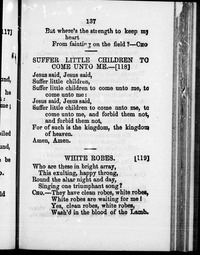 137
But where's the strength to keep my
heart
From fainting on the field?—CHO
SUFFER LITTLE CHILDREN TO
COME UNTO ME.—[118]
Jesus said, Jesus said,
Suffer little children,
Suffer little children to come unto me, to
come unto me:
Jesus said, Jesus said,
Suffer little children to come unto me, to
come unto me, and forbid them not,
and forbid them not,
For of such is the kingdom, the kingdom
of heaven.
Amen, Amen.
WHITE ROBES. [119]
Who are these in bright array,
This exulting, happy throng,
Round the altar night and day,
Singing one triumphant song?
CHO.—They have clean robes, white robes,
White robes are waiting for me!
Yes, clean robes, white robes,
Wash'd in the blood of the Lamb.
117]